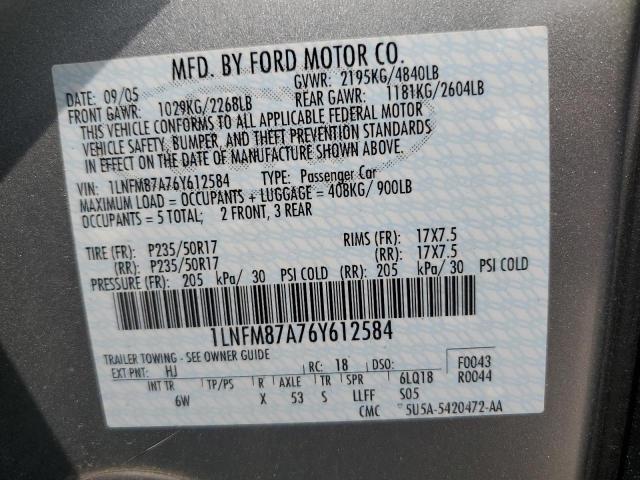 MFD. BY FORD MOTOR CO.
DATE: 09/05 GVWR: 2195KG/4840LB
FRONT GAWR: 1029KG/2268LB REAR GAWR: 1181KG/2604LB
THIS VEHICLE CONFORMS TO ALL APPLICABLE FEDERAL MOTOR
VEHICLE SAFETY, BUMPER, AND THEFT PREVENTION STANDARDS
IN EFFECT ON THE DATE OF MANUFACTURE SHOWN ABOVE.
VIN: 1LNFM87A76Y612584 TYPE: Passenger Car
MAXIMUM LOAD = OCCUPANTS + LUGGAGE = 408KG/ 900LB
OCCUPANTS = 5 TOTAL; 2 FRONT, 3 REAR
TIRE (FR): P235/50R17 RIMS (FR): 17X7.5
(RR): P235/50R17 (RR): 17X7.5
PRESSURE (FR): 205 kPa/ 30 PSI COLD (RR): 205 kPa/30 PSI COLD
1LNFM87A76Y612584
TRAILER TOWING - SEE OWNER GUIDE
EXT PNT: HJ RC: 18 DSO: F0043
R0044
INT TR TP/PS R AXLE TR SPR 6LQ18
6W X 53 S LLFF S05
CMC 5U5A-5420472-AA